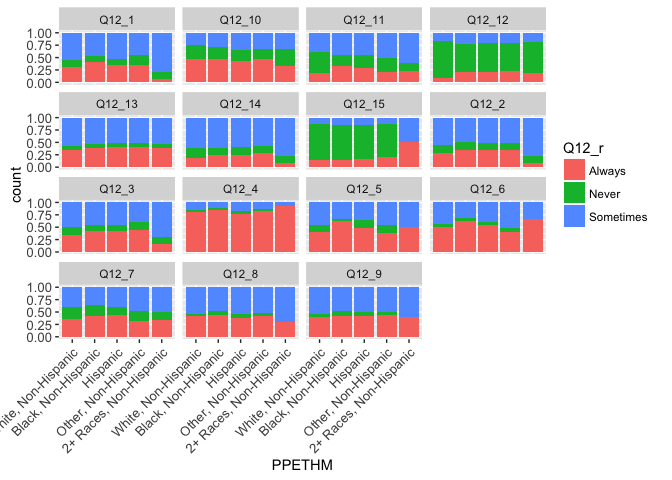 Q12_1 Q12_10 Q12_11 Q12_12
1.00
0.75
0.50
0.25
0.00
Q12_13 Q12_14 Q12_15 Q12_2
1.00
0.75
0.50
0.25
0.00
Q12_3 Q12_4 Q12_5 Q12_6
1.00
0.75
0.50
0.25
0.00
Q12_7 Q12_8 Q12_9
1.00
0.75
0.50
0.25
0.00
count
Non-Hispanic
Black, Non-Hispanic
Hispanic
Other, Non-Hispanic
2+ Races, Non-Hispanic
White, Non-Hispanic
Black, Non-Hispanic
Hispanic
Other, Non-Hispanic
2+ Races, Non-Hispanic
White, Non-Hispanic
Black, Non-Hispanic
Hispanic
Other, Non-Hispanic
2+ Races, Non-Hispanic
PPETHM
Q12_r
Always
Never
Sometimes